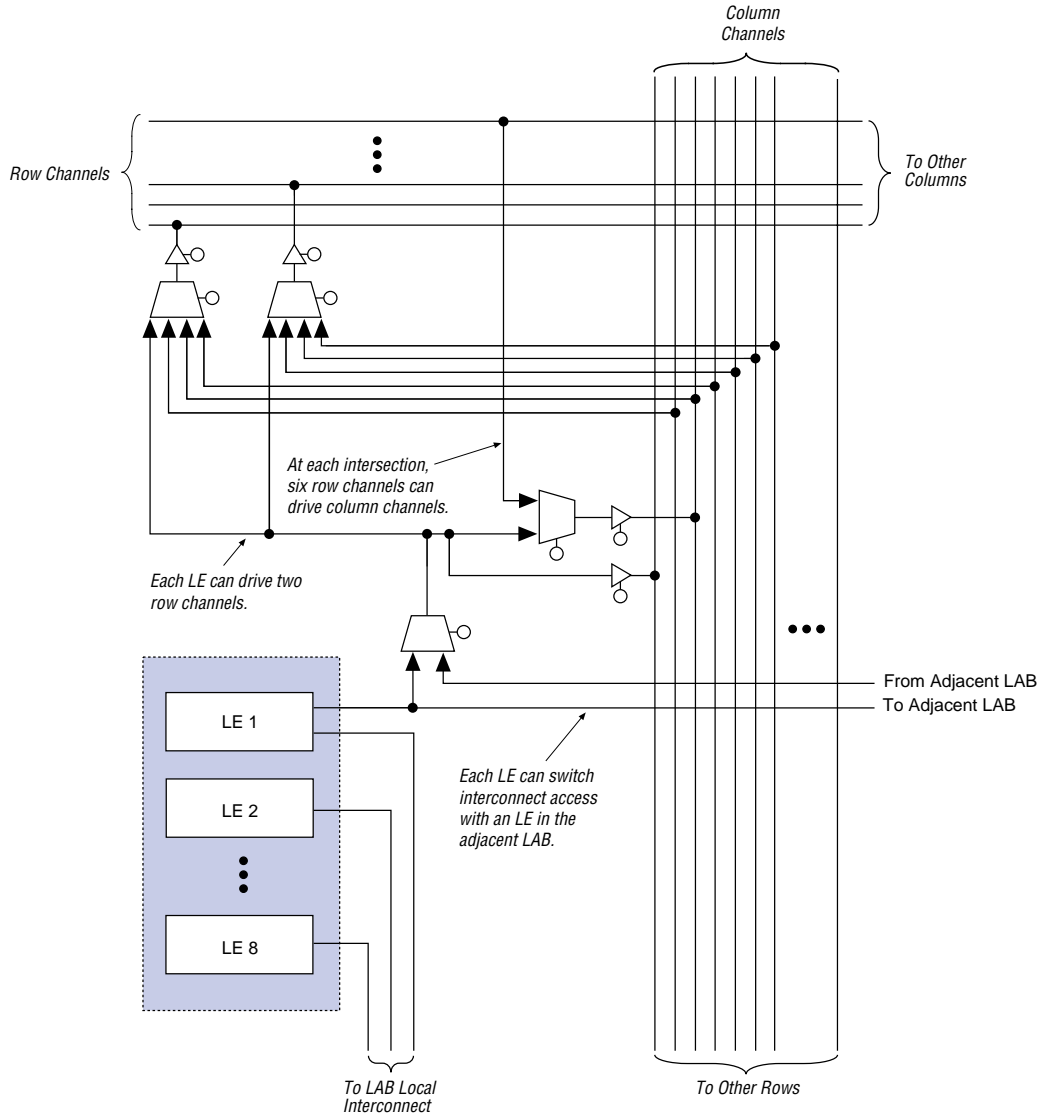 Column
Channels
Row Channels
To Other
Columns
At each intersection,
six row channels can
drive column channels.
Each LE can drive two
row channels.
From Adjacent LAB
To Adjacent LAB
LE 1
Each LE can switch
interconnect access
with an LE in the
adjacent LAB.
LE 2
LE 8
To LAB Local
Interconnect
To Other Rows